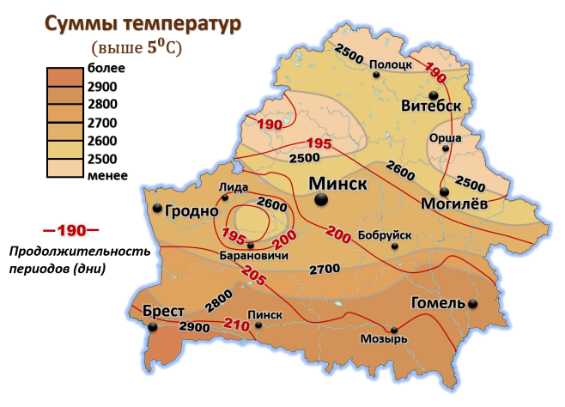 Суммы температур
(выше 5⁰С)
более
2900
2800
2700
2600
2500
менее
—190—
Продолжительность
периодов (дни)
2500
Полоцк
190
Витебск
190
195
Орша
2500
2600
2500
Минск
Лида
2600
Могилёв
Гродно
195
200
200
Бобруйск
Барановичи
2700
205
2800
Гомель
Брест
Пинск
210
2900
Мозырь